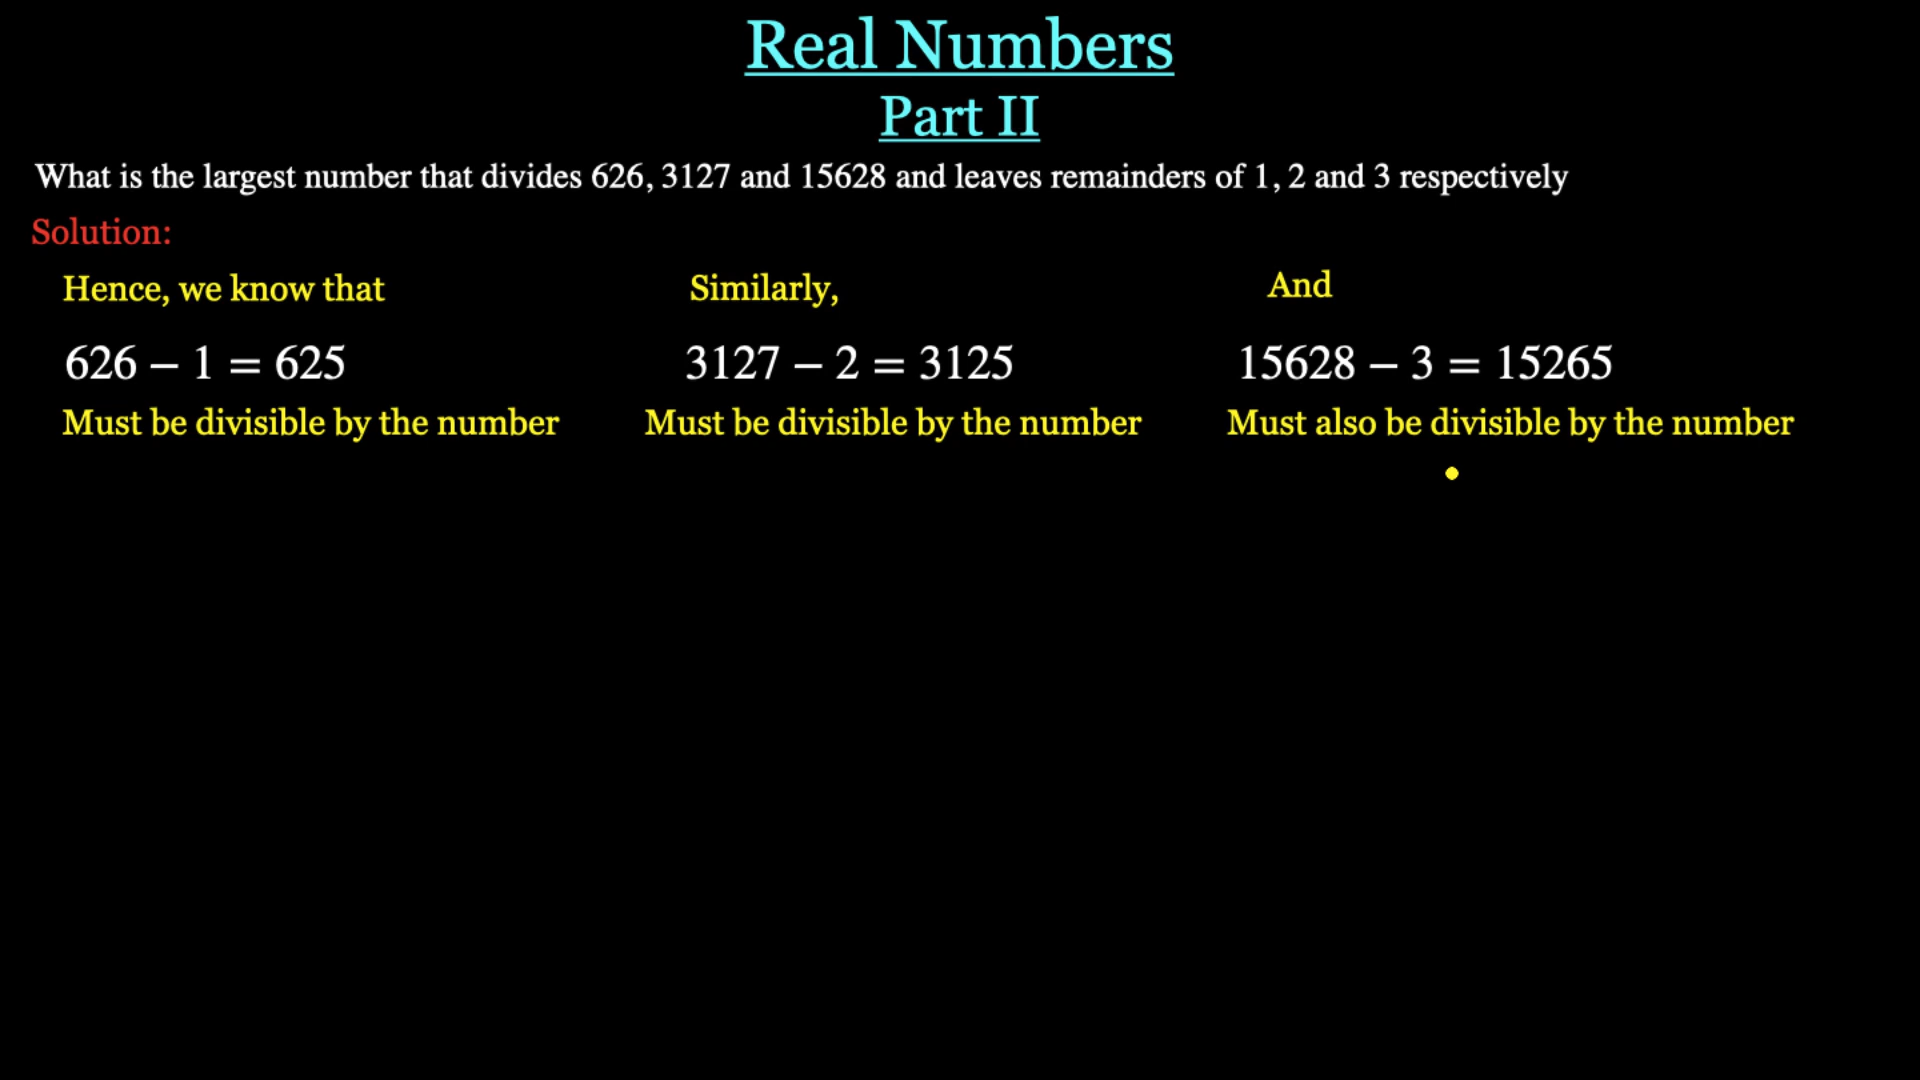 Real Numbers
Part II
What is the largest number that divides 626, 3127 and 15628 and leaves remainders of 1, 2 and 3 respectively
Solution:
Hence, we know that
Similarly,
And
626 – 1 = 625
3127 – 2 = 3125
15628 – 3 = 15265
Must be divisible by the number
Must be divisible by the number
Must also be divisible by the number